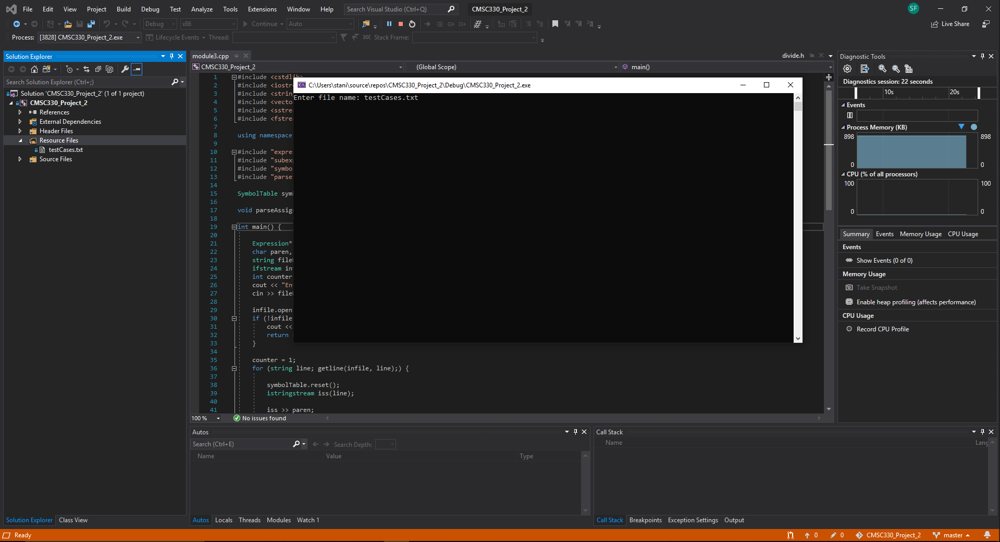 File Edit View Project Build Debug Test Analyze Tools Extensions Window Help Search Visual Studio (Ctrl+Q) CMSC330_Project_2 SF
Debug x86 Continue Auto Live Share
Process: [3828] CMSC330_Project_2.exe Lifecycle Events Thread: Stack Frame:
Solution Explorer
Search Solution Explorer (Ctrl+;)
Solution 'CMSC330_Project_2' (1 of 1 project)
CMSC330_Project_2
References
External Dependencies
Header Files
Resource Files
testCases.txt
Source Files
Solution Explorer Class View
module3.cpp divide.h
CMSC330_Project_2 (Global Scope) main()
1 #include <cstdlib>
2 #include <iostr
3 #include <strin
4 #include <vecto
5 #include <sstre
6 #include <fstre
7
8 using namespace
9
10 #include "expre
11 #include "subex
12 #include "symbo
13 #include "parse
14
15 SymbolTable sym
16
17 void parseAssig
18
19 int main() {
20
21 Expression*
22 char paren,
23 string file
24 ifstream in
25 int counter
26 cout << "En
27 cin >> file
28
29 infile.open
30 if (!infile
31 cout <<
32 return
33 }
34
35 counter = 1;
36 for (string line; getline(infile, line);) {
37
38 symbolTable.reset();
39 istringstream iss(line);
40
41 iss >> paren;
100 % No issues found
C:\Users\stani\source\repos\CMSC330_Project_2\Debug\CMSC330_Project_2.exe
Enter file name: testCases.txt
Autos
Search (Ctrl+E) Search Depth:
Name Value Type
Autos Locals Threads Modules Watch 1
Call Stack
Name Lang
Call Stack Breakpoints Exception Settings Output
Diagnostic Tools
Diagnostics session: 22 seconds
10s 20s
Events
Process Memory (KB)
898 898
0 0
CPU (% of all processors)
100 100
0 0
Summary Events Memory Usage CPU Usage
Events
Show Events (0 of 0)
Memory Usage
Take Snapshot
Enable heap profiling (affects performance)
CPU Usage
Record CPU Profile
Ready 0 0 CMSC330_Project_2 master